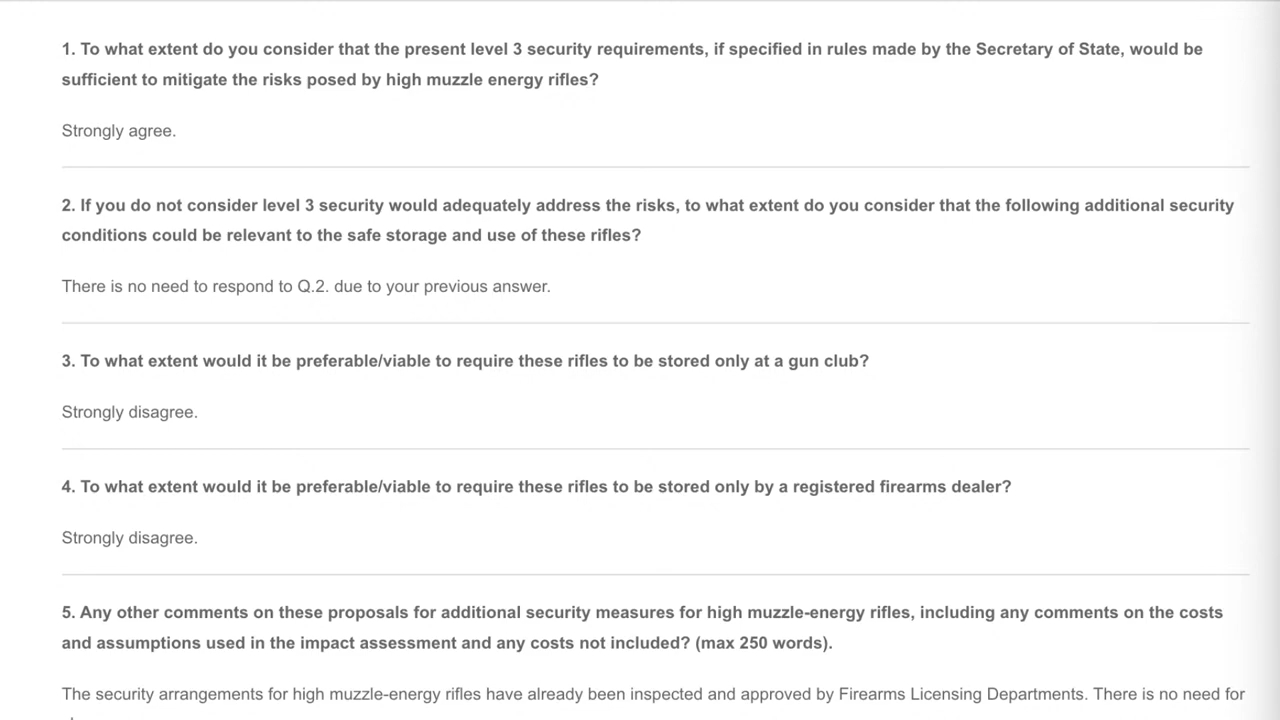 1. To what extent do you consider that the present level 3 security requirements, if specified in rules made by the Secretary of State, would be
sufficient to mitigate the risks posed by high muzzle energy rifles?
Strongly agree.
2. If you do not consider level 3 security would adequately address the risks, to what extent do you consider that the following additional security
conditions could be relevant to the safe storage and use of these rifles?
There is no need to respond to Q.2. due to your previous answer.
3. To what extent would it be preferable/viable to require these rifles to be stored only at a gun club?
Strongly disagree.
4. To what extent would it be preferable/viable to require these rifles to be stored only by a registered firearms dealer?
Strongly disagree.
5. Any other comments on these proposals for additional security measures for high muzzle-energy rifles, including any comments on the costs
and assumptions used in the impact assessment and any costs not included? (max 250 words).
The security arrangements for high muzzle-energy rifles have already been inspected and approved by Firearms Licensing Departments. There is no need for